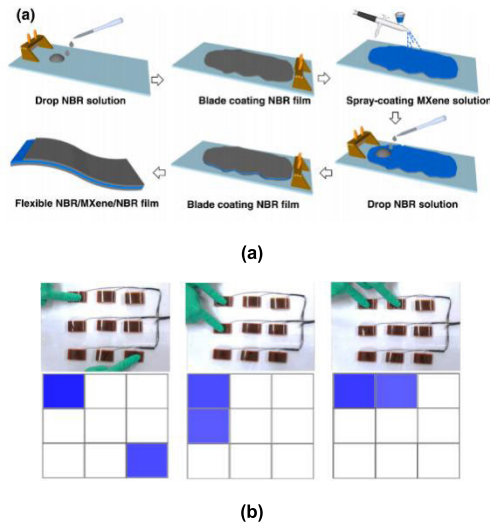 (a)
Drop NBR solution
Blade coating NBR film
Spray-coating MXene solution
Flexible NBR/MXene/NBR film
Blade coating NBR film
Drop NBR solution
(a)
(b)